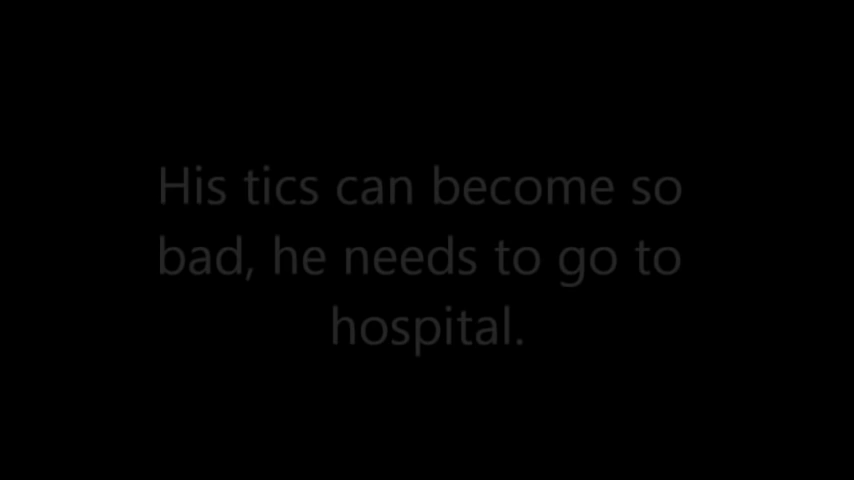 His tics can become so
bad, he needs to go to
hospital.